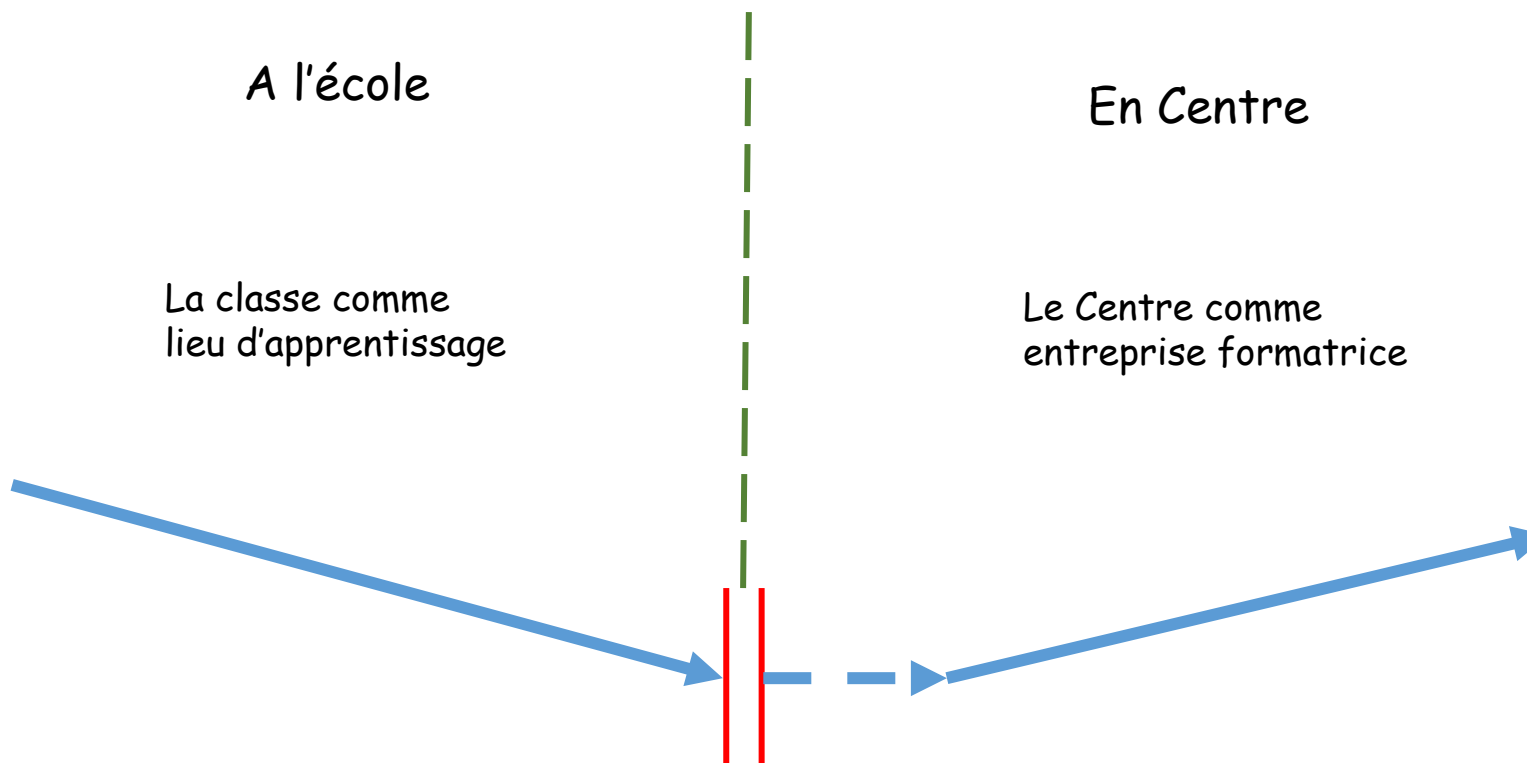 A l'école
En Centre
La classe comme
lieu d'apprentissage
Le Centre comme
entreprise formatrice